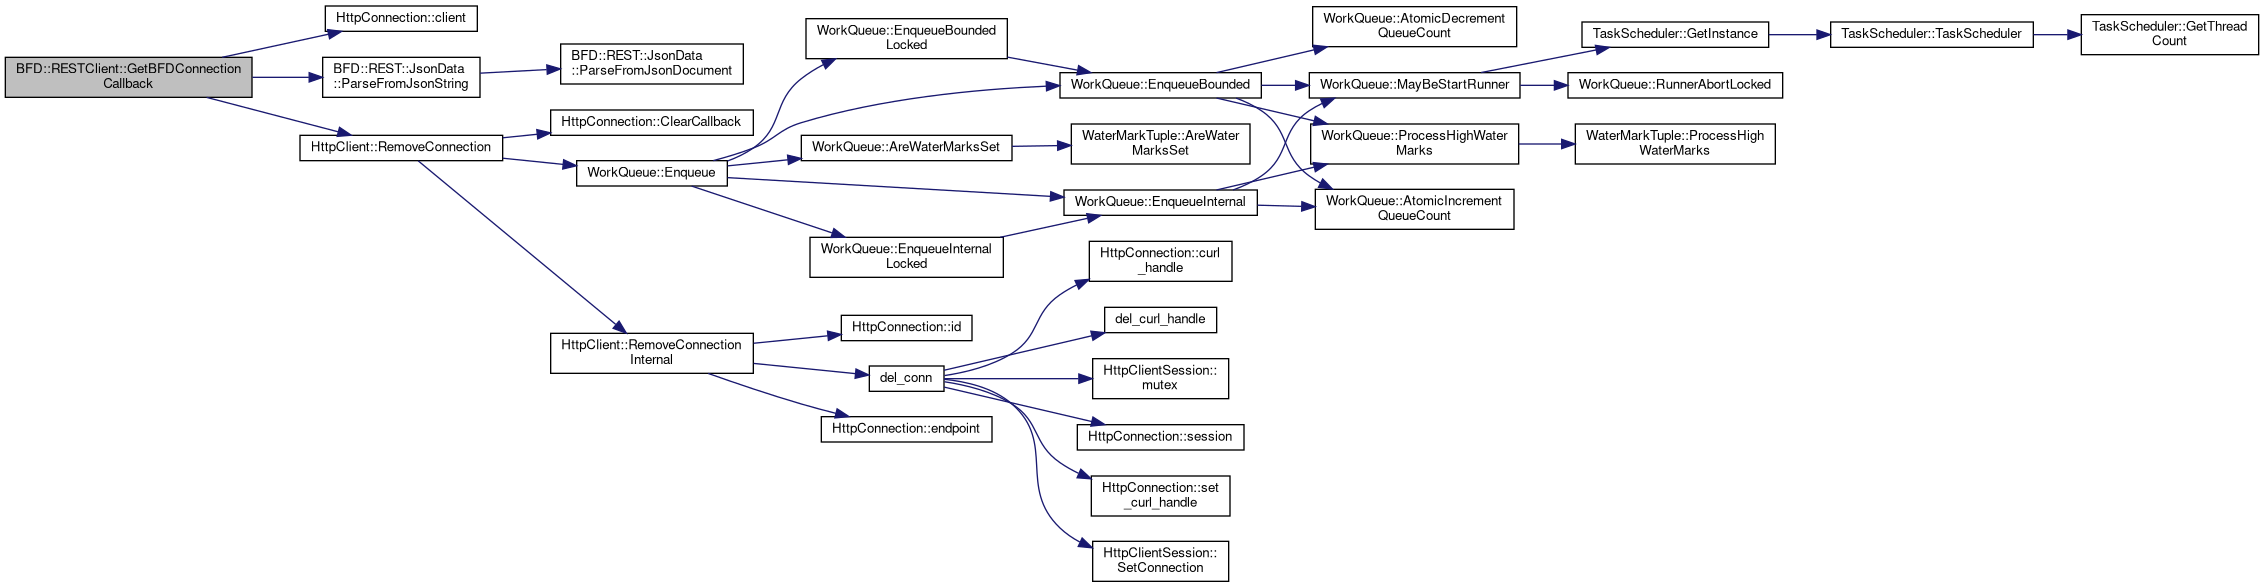 HttpConnection::client
BFD::RESTClient::GetBFDConnection
Callback
BFD::REST::JsonData
::ParseFromJsonString
BFD::REST::JsonData
::ParseFromJsonDocument
HttpClient::RemoveConnection
HttpConnection::ClearCallback
WorkQueue::Enqueue
HttpClient::RemoveConnection
Internal
WorkQueue::EnqueueBounded
Locked
WorkQueue::AreWaterMarksSet
WorkQueue::EnqueueInternal
Locked
HttpConnection::id
del_conn
HttpConnection::endpoint
WorkQueue::EnqueueBounded
WaterMarkTuple::AreWater
MarksSet
WorkQueue::EnqueueInternal
HttpConnection::curl
_handle
del_curl_handle
HttpClientSession::
mutex
HttpConnection::session
HttpConnection::set
_curl_handle
HttpClientSession::
SetConnection
WorkQueue::AtomicDecrement
QueueCount
WorkQueue::MayBeStartRunner
WorkQueue::ProcessHighWater
Marks
WorkQueue::AtomicIncrement
QueueCount
TaskScheduler::GetInstance
WorkQueue::RunnerAbortLocked
WaterMarkTuple::ProcessHigh
WaterMarks
TaskScheduler::TaskScheduler
TaskScheduler::GetThread
Count